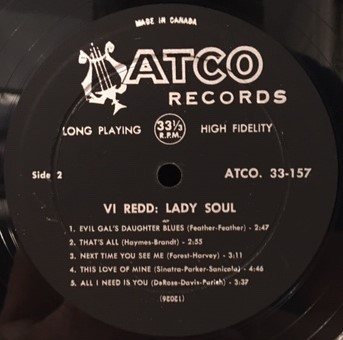 MADE IN CANADA
ATCO
RECORDS
LONG PLAYING 33⅓ R.P.M. HIGH FIDELITY
Side 2 ATCO. 33-157
VI REDD: LADY SOUL
1. EVIL GAL'S DAUGHTER BLUES (Feather-Feather) - 2:47
2. THAT'S ALL (Haymes-Brandt) - 2:55
3. NEXT TIME YOU SEE ME (Forest-Harvey) - 3:11
4. THIS LOVE OF MINE (Sinatra-Parker-Sanicola) - 4:46
5. ALL I NEED IS YOU (DeRose-Davis-Parish) - 2:37
(13026)